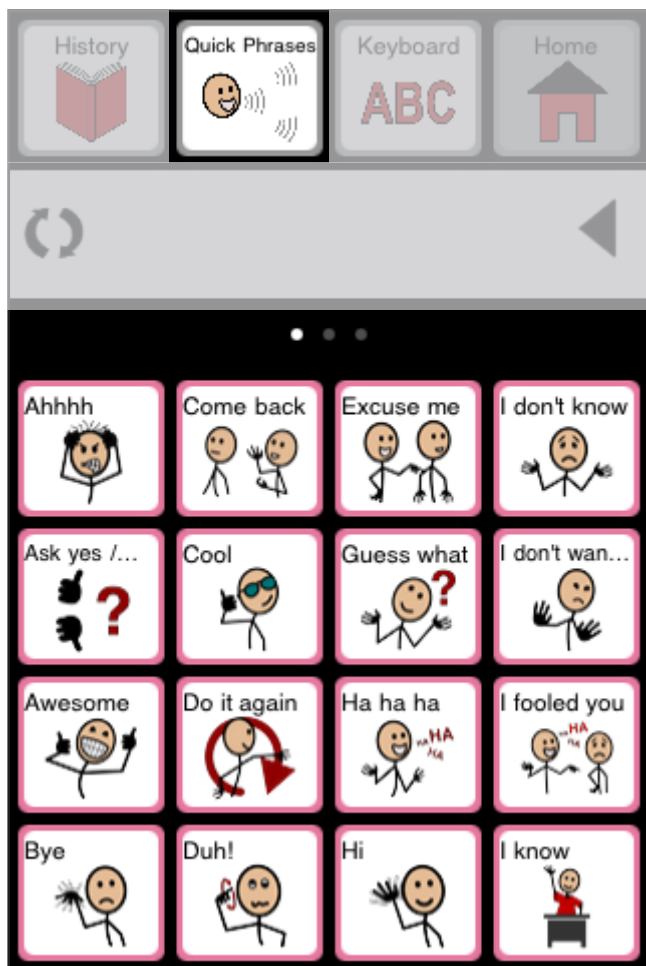 History
Quick Phrases
Keyboard
Home
ABC
Ahhhh
Come back
Excuse me
I don't know
Ask yes /...
Cool
Guess what
I don't wan...
?
?
Awesome
Do it again
Ha ha ha
I fooled you
HA
HA
HA
HA
HA
HA
Bye
Duh!
Hi
I know